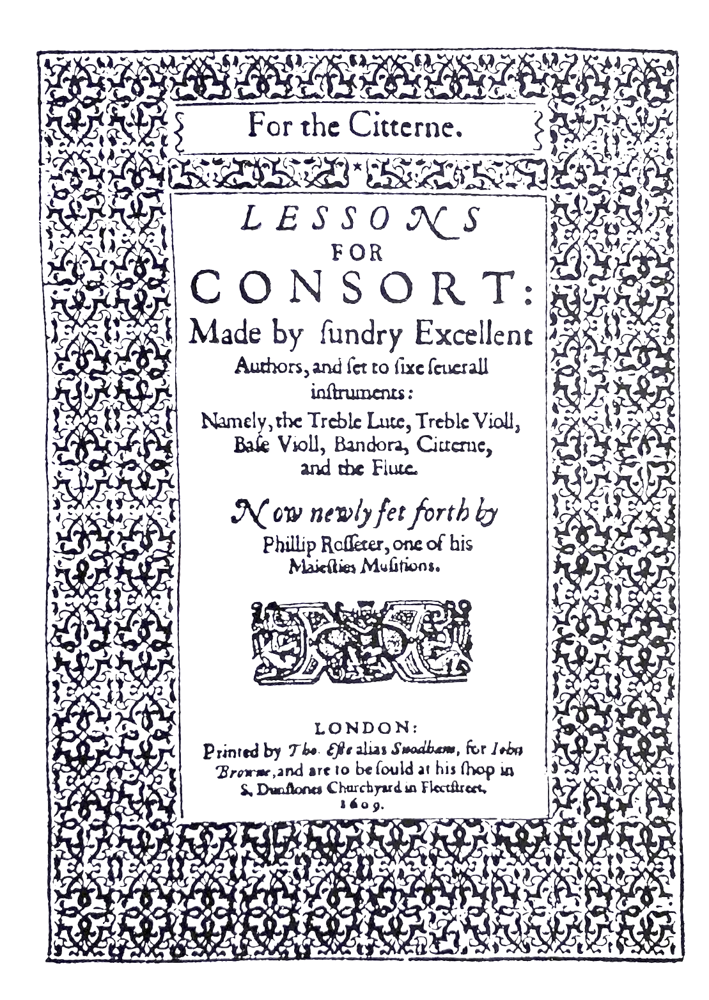 For the Citterne.
LESSONS
FOR
CONSORT:
Made by ſundry Excellent
Authors, and ſet to ſixe ſeuerall
inſtruments:
Namely, the Treble Lute, Treble Violl,
Baſe Violl, Bandora, Citterne,
and the Flute.
Now newly ſet forth by
Phillip Roſſeter, one of his
Maieſties Muſitions.
LONDON:
Printed by Tho. Eſte alias Snodham, for Iohn
Browne, and are to be ſould at his ſhop in
S. Dunſtones Churchyard in Fleetſtreet,
1609.